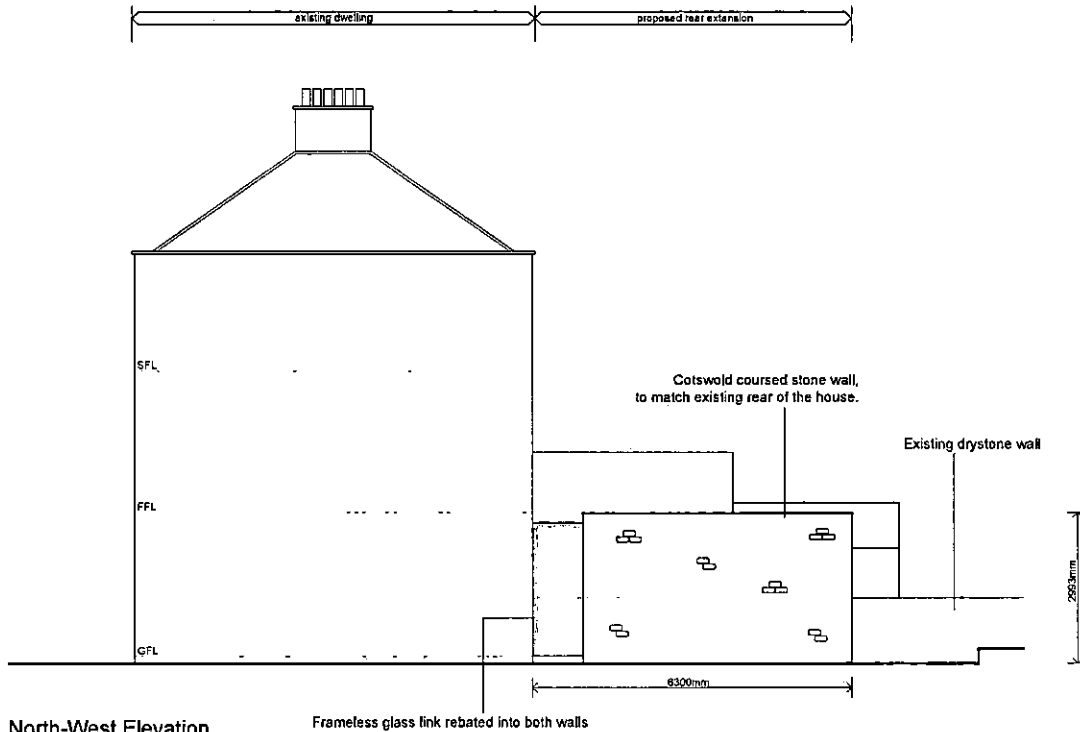 existing dwelling
proposed rear extension
SFL
Cotswold coursed stone wall,
to match existing rear of the house.
Existing drystone wall
FFL
2993mm
GFL
6300mm
North-West Elevation
Frameless glass link rebated into both walls